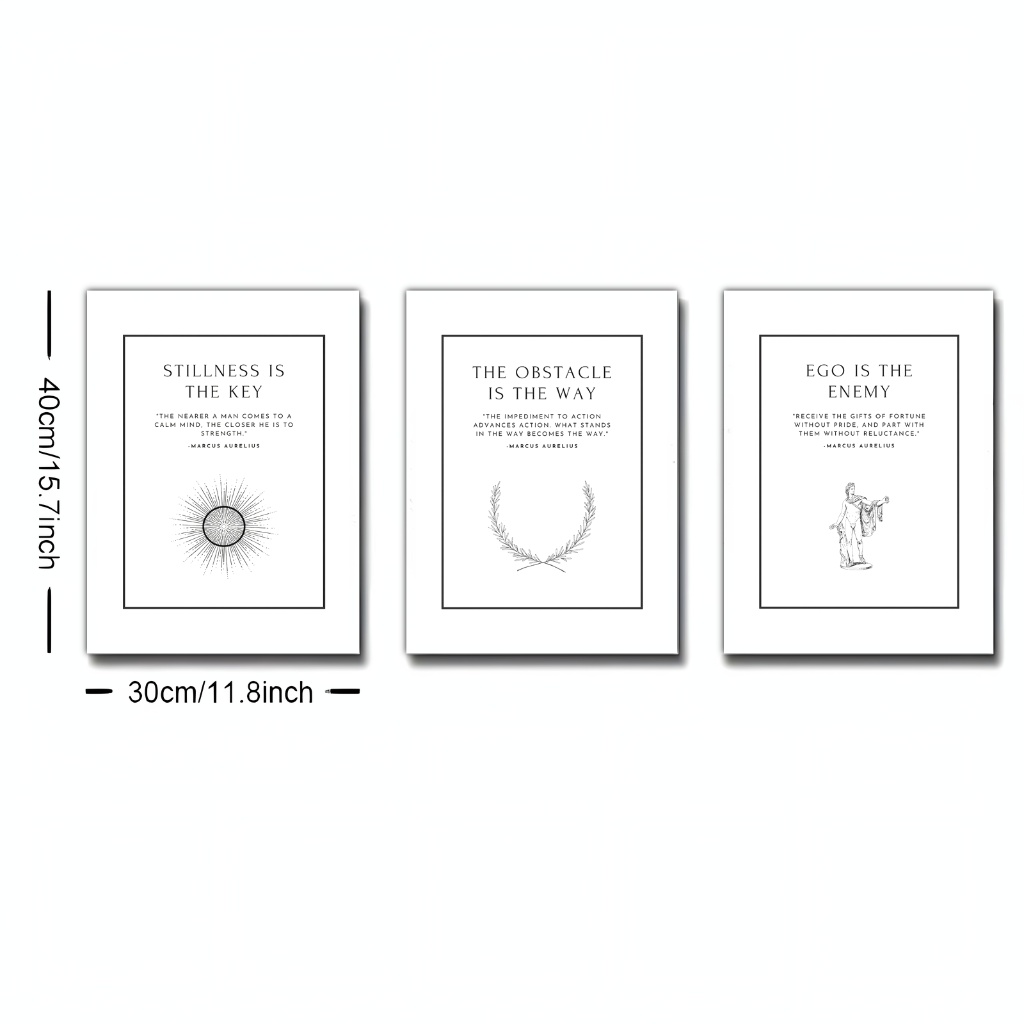 40cm/15.7inch
STILLNESS IS
THE KEY
"THE NEARER A MAN COMES TO A
CALM MIND, THE CLOSER HE IS TO
STRENGTH."
-MARCUS AURELIUS
THE OBSTACLE
IS THE WAY
"THE IMPEDIMENT TO ACTION
ADVANCES ACTION, WHAT STANDS
IN THE WAY BECOMES THE WAY."
-MARCUS AURELIUS
EGO IS THE
ENEMY
"RECEIVE THE GIFTS OF FORTUNE
WITHOUT PRIDE, AND PART WITH
THEM WITHOUT RELUCTANCE."
-MARCUS AURELIUS
30cm/11.8inch